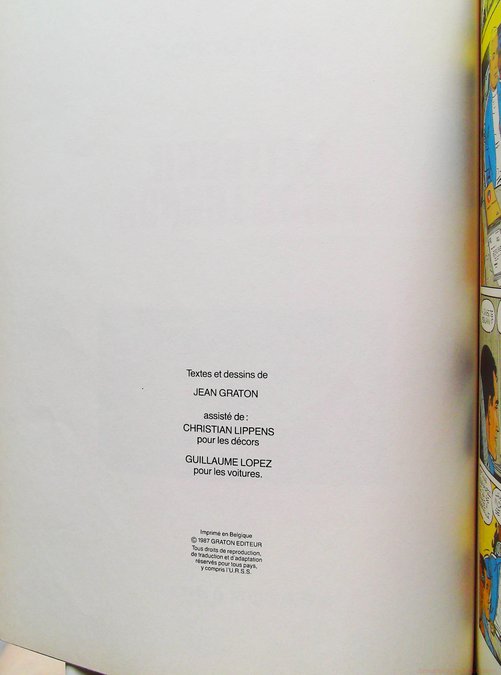 Textes et dessins de
JEAN GRATON
assisté de :
CHRISTIAN LIPPENS
pour les décors
GUILLAUME LOPEZ
pour les voitures.
Imprimé en Belgique
© 1987 GRATON EDITEUR
Tous droits de reproduction,
de traduction et d'adaptation
réservés pour tous pays,
y compris l'U.R.S.S.